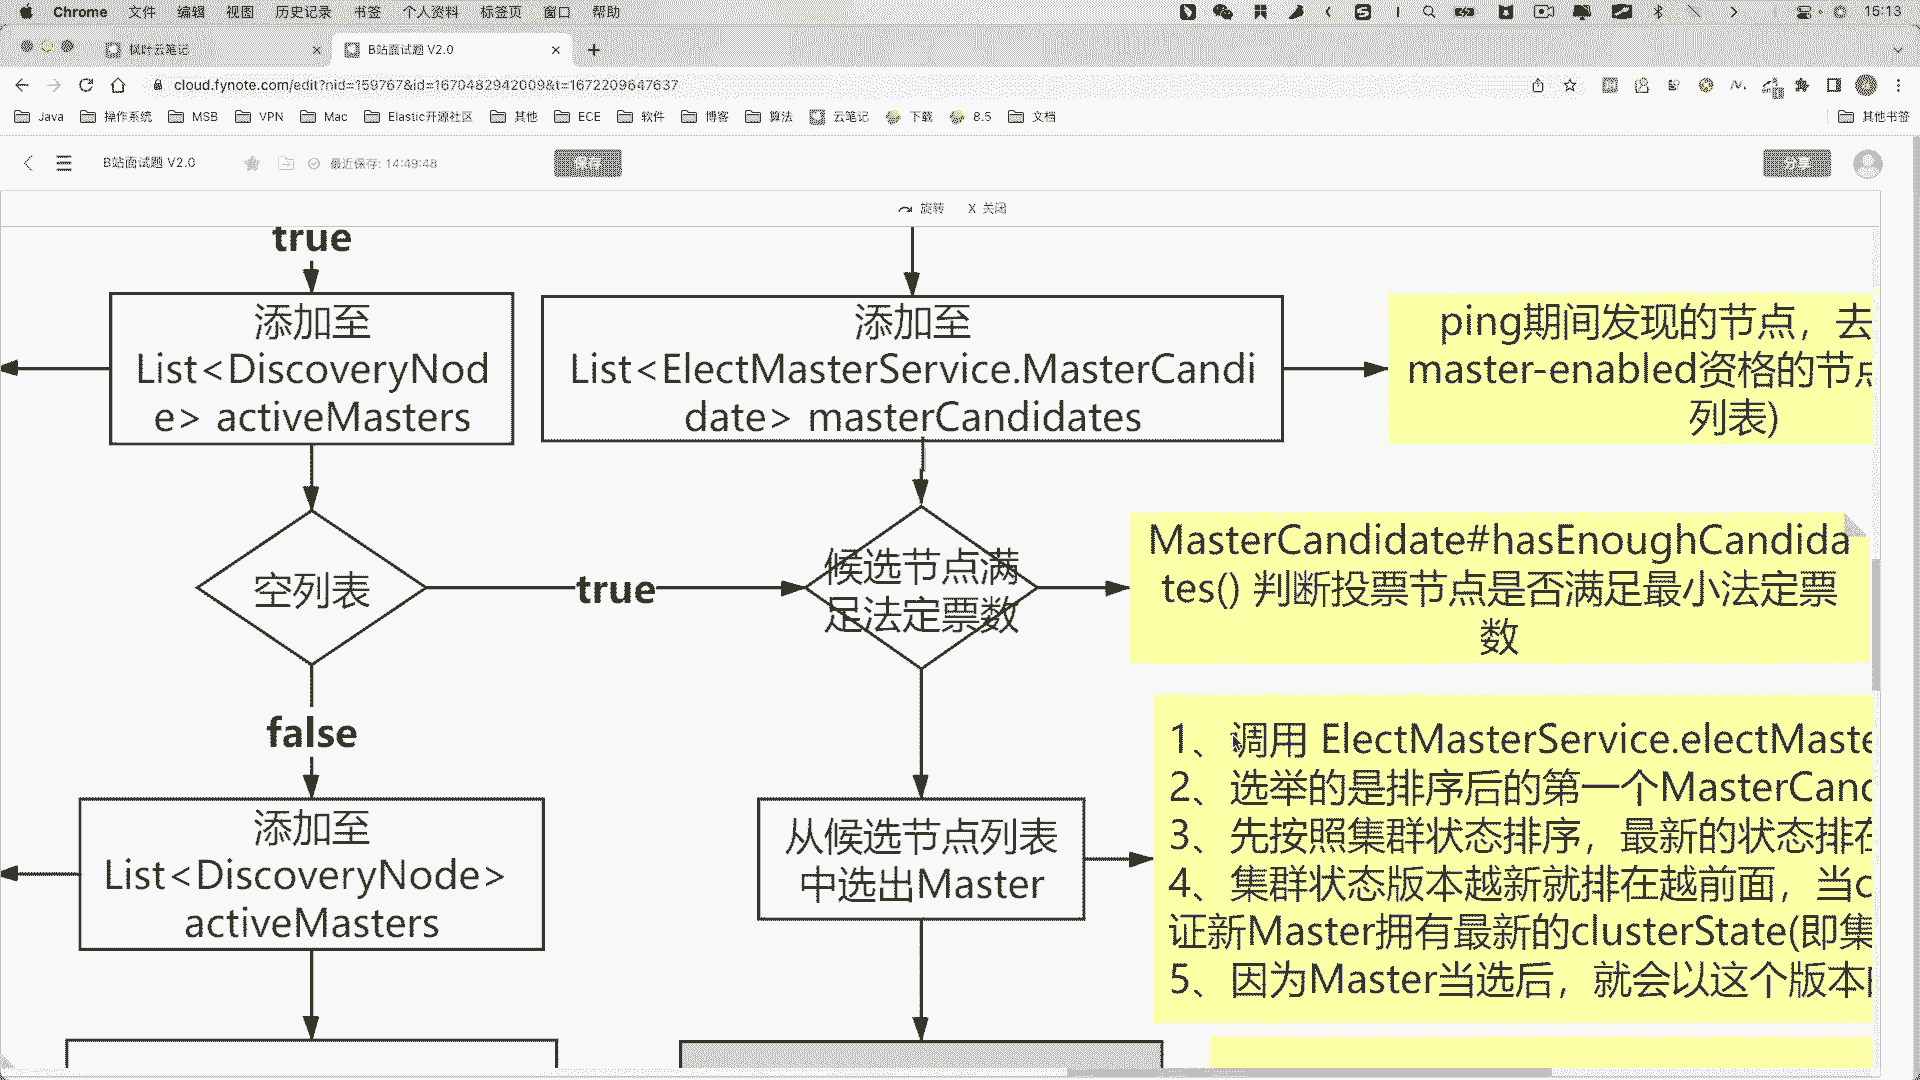 Chrome 文件 编辑 视图 历史记录 书签 个人资料 标签页 窗口 帮助 15:13
枫叶云笔记 B站面试题 V2.0
cloud.fynote.com/edit?nid=159767&id=1670482942009&t=1672209647637
Java 操作系统 MSB VPN Mac Elastic开源社区 其他 ECE 软件 博客 算法 云笔记 下载 8.5 文档 其他书签
B站面试题 V2.0 最近保存: 14:49:48 保存 分享
旋转 X 关闭
true
添加至
List<DiscoveryNod
e> activeMasters
添加至
List<ElectMasterService.MasterCandi
date> masterCandidates
ping期间发现的节点，去
master-enabled资格的节点
列表)
空列表
true
候选节点满
足法定票数
MasterCandidate#hasEnoughCandida
tes() 判断投票节点是否满足最小法定票
数
false
添加至
List<DiscoveryNode>
activeMasters
从候选节点列表
中选出Master
1、调用 ElectMasterService.electMaste
2、选举的是排序后的第一个MasterCand
3、先按照集群状态排序，最新的状态排在
4、集群状态版本越新就排在越前面，当c
证新Master拥有最新的clusterState(即集
5、因为Master当选后，就会以这个版本